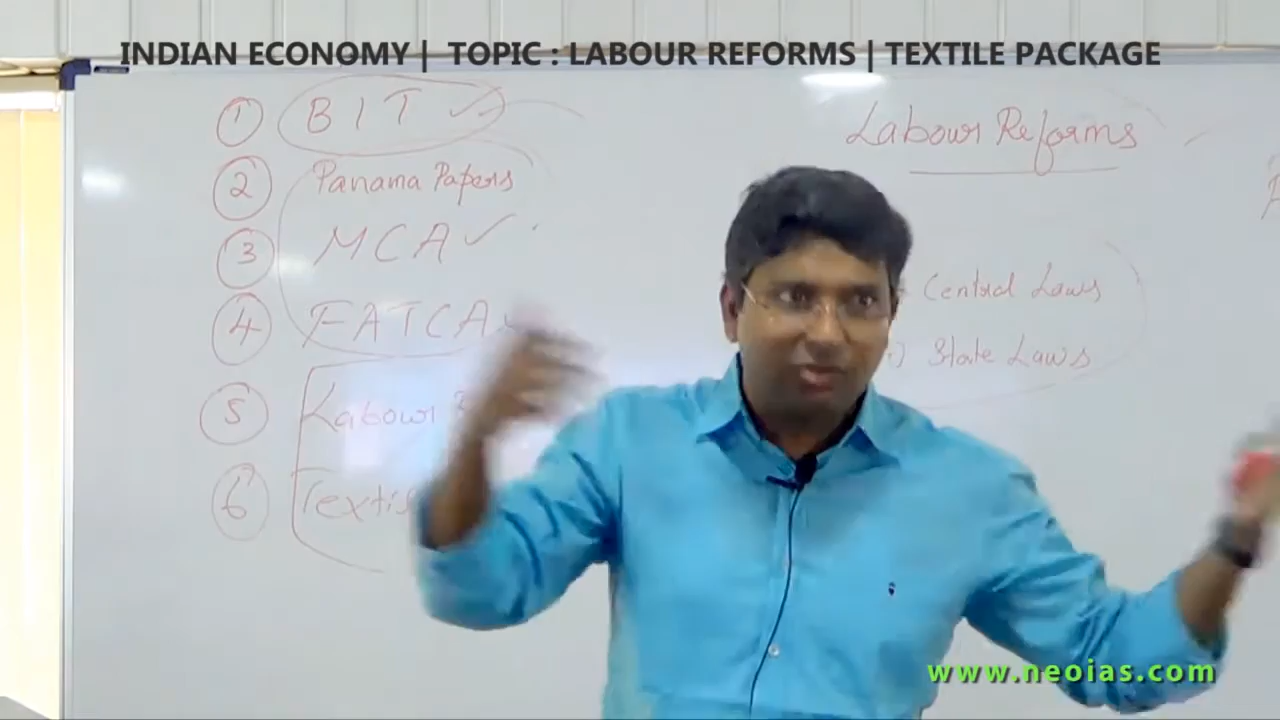 INDIAN ECONOMY | TOPIC : LABOUR REFORMS | TEXTILE PACKAGE
1 BIT ✓
2 Panama Papers
3 MCA ✓
4 FATCA
5 Labour
6
Labour Reforms
Central Laws
State Laws
www.neoias.com